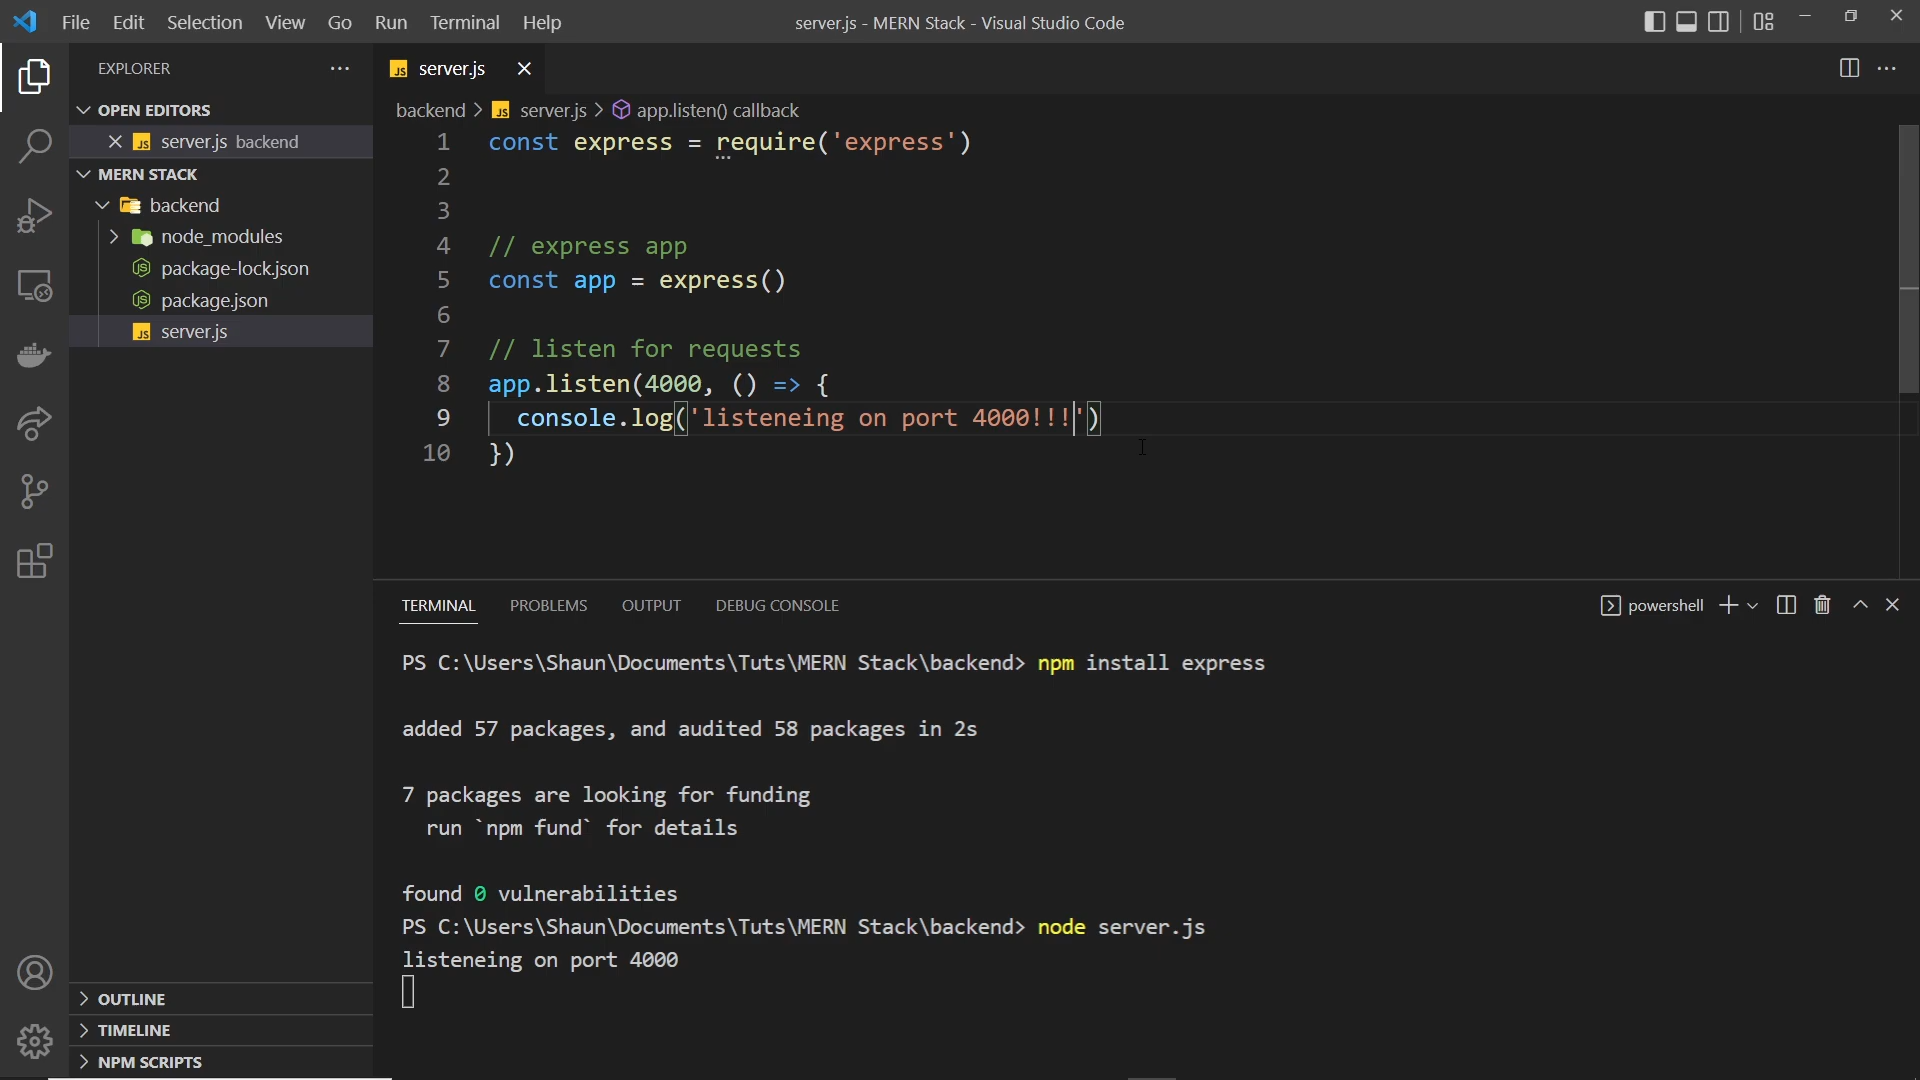 File Edit Selection View Go Run Terminal Help
server.js - MERN Stack - Visual Studio Code
EXPLORER
OPEN EDITORS
server.js backend
MERN STACK
backend
node_modules
package-lock.json
package.json
server.js
OUTLINE
TIMELINE
NPM SCRIPTS
server.js
backend > server.js > app.listen() callback
1 const express = require('express')
2
3
4 // express app
5 const app = express()
6
7 // listen for requests
8 app.listen(4000, () => {
9 console.log('listeneing on port 4000!!!')
10 })
TERMINAL PROBLEMS OUTPUT DEBUG CONSOLE
powershell
PS C:\Users\Shaun\Documents\Tuts\MERN Stack\backend> npm install express
added 57 packages, and audited 58 packages in 2s
7 packages are looking for funding
run `npm fund` for details
found 0 vulnerabilities
PS C:\Users\Shaun\Documents\Tuts\MERN Stack\backend> node server.js
listeneing on port 4000